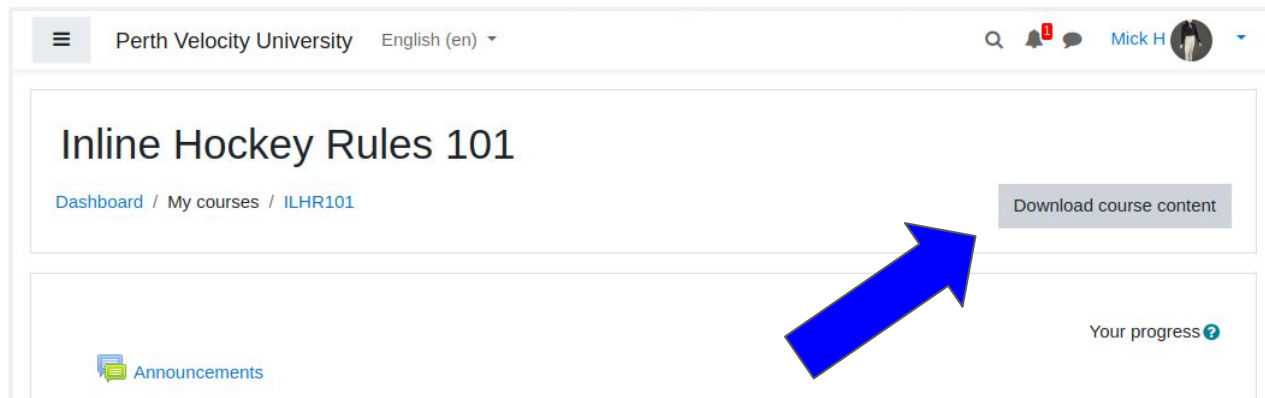 Perth Velocity University English (en) 1 Mick H
Inline Hockey Rules 101
Dashboard / My courses / ILHR101
Download course content
Your progress
Announcements